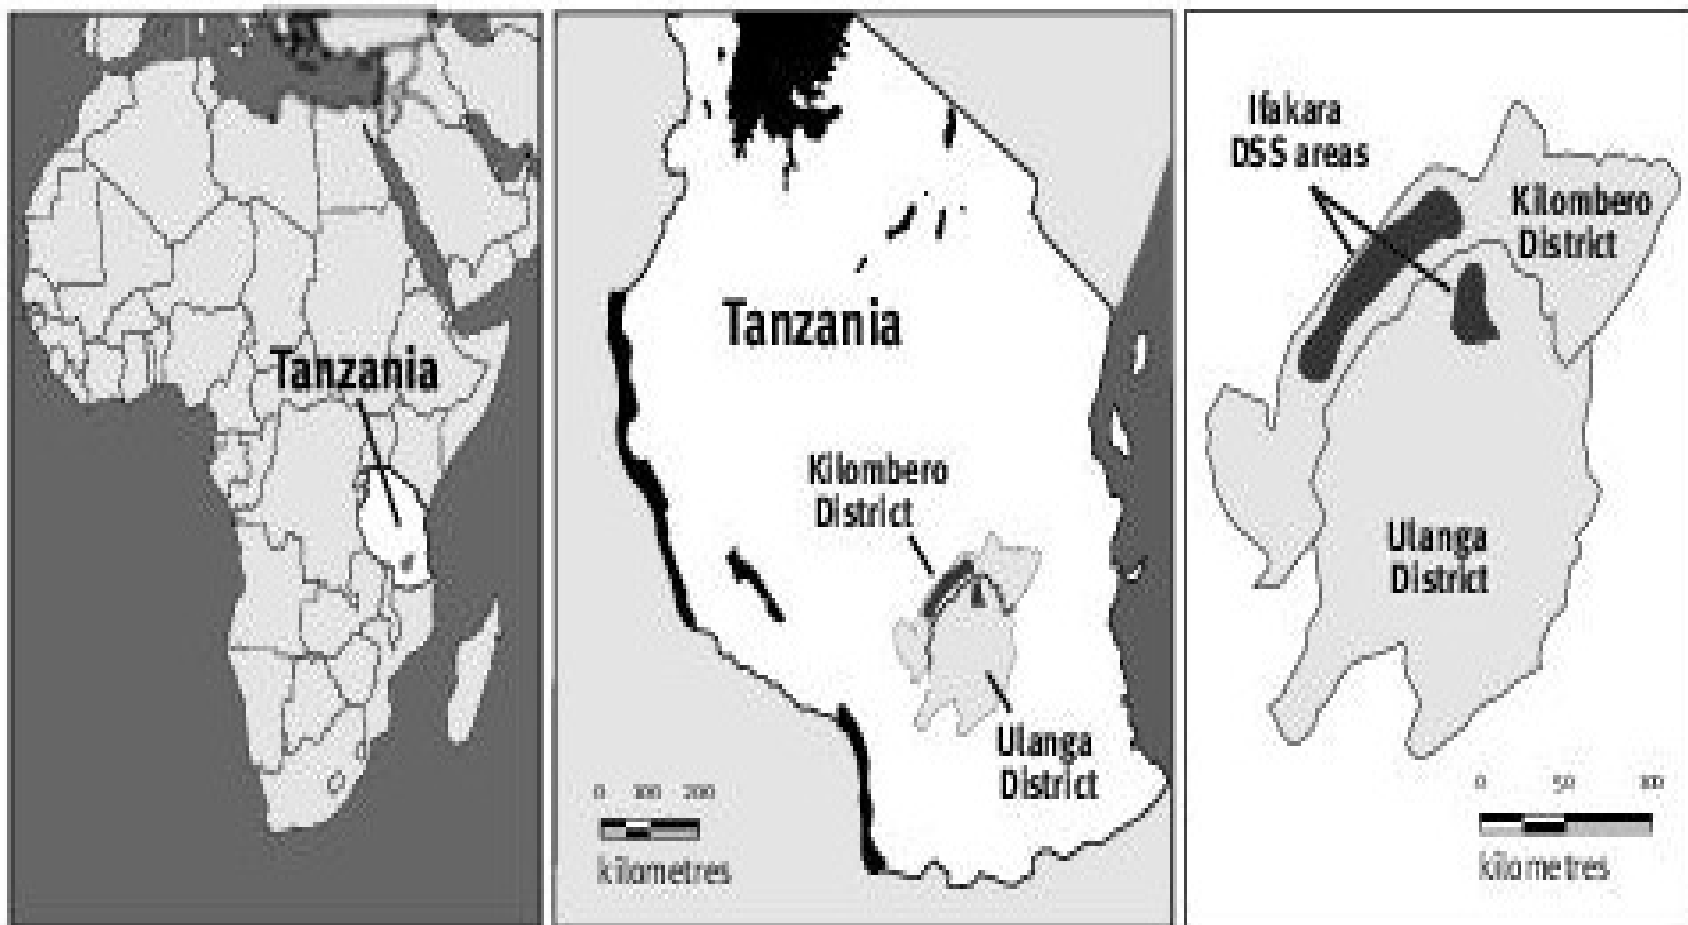 Tanzania
Tanzania
Kilombero
District
Ulanga
District
0 100 200
kilometres
Ifakara
DSS areas
Kilombero
District
Ulanga
District
0 50 100
kilometres